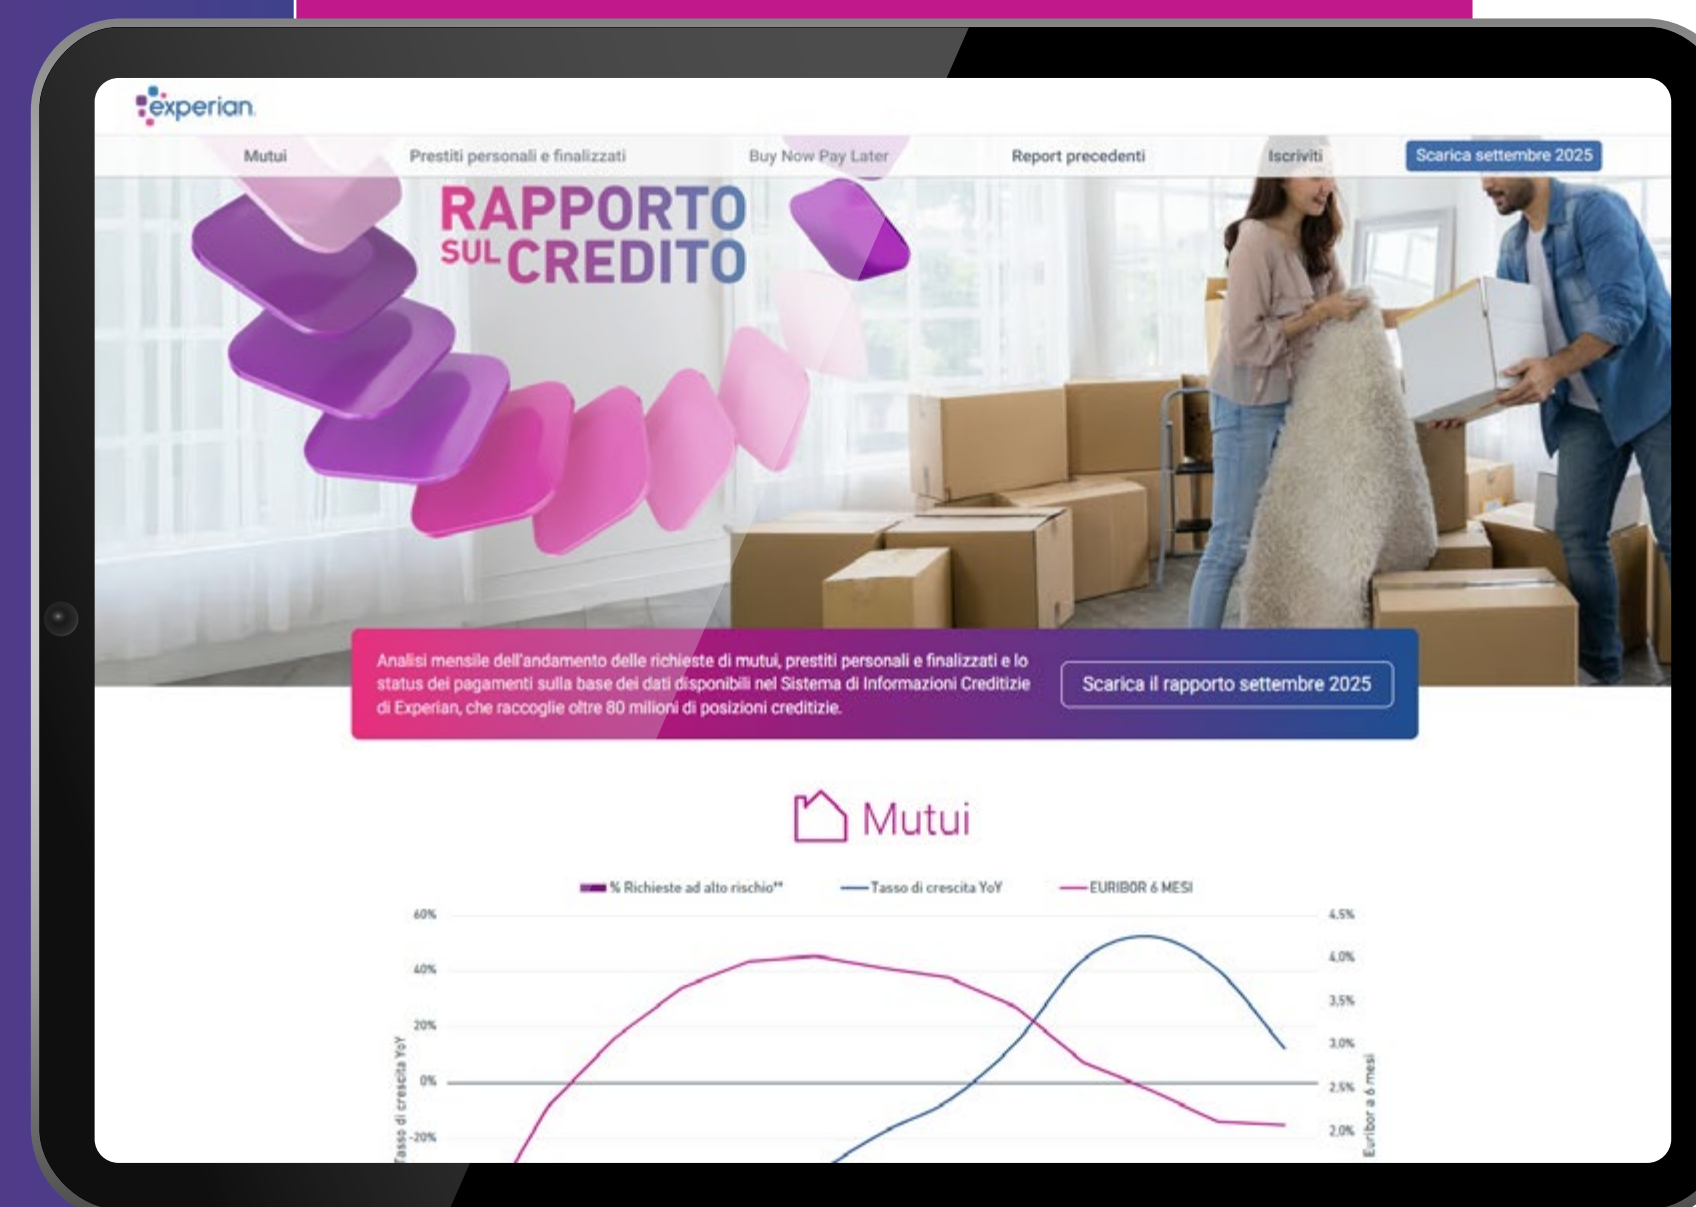 experian
Mutui
Prestiti personali e finalizzati
Buy Now Pay Later
Report precedenti
Iscriviti
Scarica settembre 2025
RAPPORTO
SUL CREDITO
Analisi mensile dell'andamento delle richieste di mutui, prestiti personali e finalizzati e lo
status dei pagamenti sulla base dei dati disponibili nel Sistema di Informazioni Creditizie
di Experian, che raccoglie oltre 80 milioni di posizioni creditizie.
Scarica il rapporto settembre 2025
Mutui
% Richieste ad alto rischio**
Tasso di crescita YoY
EURIBOR 6 MESI
60%
40%
20%
0%
-20%
Tasso di crescita YoY
4,5%
4,0%
3,5%
3,0%
2,5%
2,0%
Euribor a 6 mesi